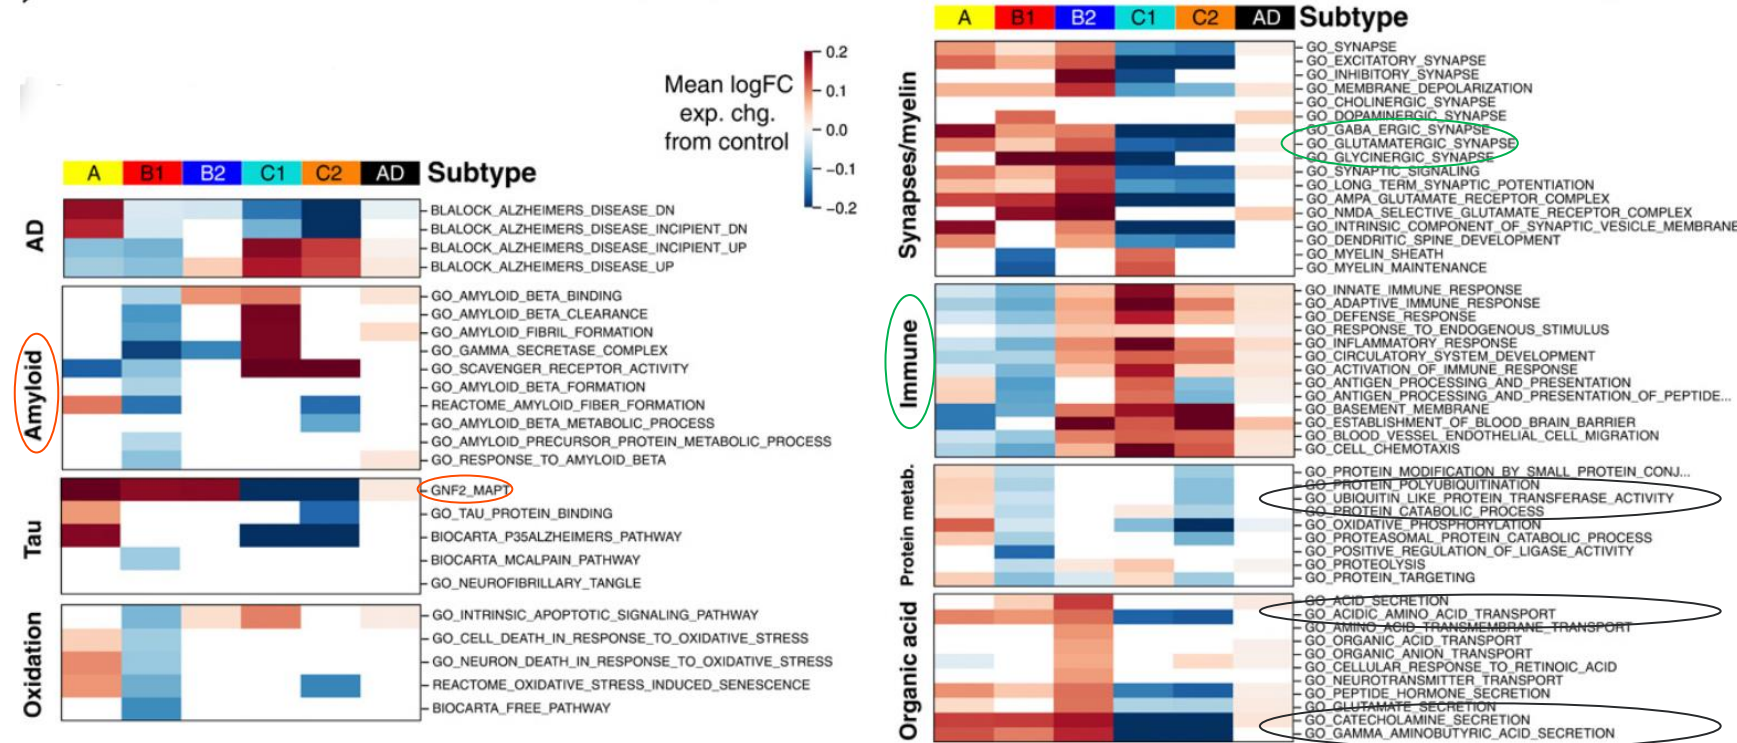 Mean logFC
exp. chg.
from control
0.2
0.1
0.0
−0.1
−0.2
A B1 B2 C1 C2 AD Subtype
AD
BLALOCK_ALZHEIMERS_DISEASE_DN
BLALOCK_ALZHEIMERS_DISEASE_INCIPIENT_DN
BLALOCK_ALZHEIMERS_DISEASE_INCIPIENT_UP
BLALOCK_ALZHEIMERS_DISEASE_UP
Amyloid
GO_AMYLOID_BETA_BINDING
GO_AMYLOID_BETA_CLEARANCE
GO_AMYLOID_FIBRIL_FORMATION
GO_GAMMA_SECRETASE_COMPLEX
GO_SCAVENGER_RECEPTOR_ACTIVITY
GO_AMYLOID_BETA_FORMATION
REACTOME_AMYLOID_FIBER_FORMATION
GO_AMYLOID_BETA_METABOLIC_PROCESS
GO_AMYLOID_PRECURSOR_PROTEIN_METABOLIC_PROCESS
GO_RESPONSE_TO_AMYLOID_BETA
Tau
GNF2_MAPT
GO_TAU_PROTEIN_BINDING
BIOCARTA_P35ALZHEIMERS_PATHWAY
BIOCARTA_MCALPAIN_PATHWAY
GO_NEUROFIBRILLARY_TANGLE
Oxidation
GO_INTRINSIC_APOPTOTIC_SIGNALING_PATHWAY
GO_CELL_DEATH_IN_RESPONSE_TO_OXIDATIVE_STRESS
GO_NEURON_DEATH_IN_RESPONSE_TO_OXIDATIVE_STRESS
REACTOME_OXIDATIVE_STRESS_INDUCED_SENESCENCE
BIOCARTA_FREE_PATHWAY
A B1 B2 C1 C2 AD Subtype
Synapses/myelin
GO_SYNAPSE
GO_EXCITATORY_SYNAPSE
GO_INHIBITORY_SYNAPSE
GO_MEMBRANE_DEPOLARIZATION
GO_CHOLINERGIC_SYNAPSE
GO_DOPAMINERGIC_SYNAPSE
GO_GABA_ERGIC_SYNAPSE
GO_GLUTAMATERGIC_SYNAPSE
GO_GLYCINERGIC_SYNAPSE
GO_SYNAPTIC_SIGNALING
GO_LONG_TERM_SYNAPTIC_POTENTIATION
GO_AMPA_GLUTAMATE_RECEPTOR_COMPLEX
GO_NMDA_SELECTIVE_GLUTAMATE_RECEPTOR_COMPLEX
GO_INTRINSIC_COMPONENT_OF_SYNAPTIC_VESICLE_MEMBRANE
GO_DENDRITIC_SPINE_DEVELOPMENT
GO_MYELIN_SHEATH
GO_MYELIN_MAINTENANCE
Immune
GO_INNATE_IMMUNE_RESPONSE
GO_ADAPTIVE_IMMUNE_RESPONSE
GO_DEFENSE_RESPONSE
GO_RESPONSE_TO_ENDOGENOUS_STIMULUS
GO_INFLAMMATORY_RESPONSE
GO_CIRCULATORY_SYSTEM_DEVELOPMENT
GO_ACTIVATION_OF_IMMUNE_RESPONSE
GO_ANTIGEN_PROCESSING_AND_PRESENTATION
GO_ANTIGEN_PROCESSING_AND_PRESENTATION_OF_PEPTIDE...
GO_BASEMENT_MEMBRANE
GO_ESTABLISHMENT_OF_BLOOD_BRAIN_BARRIER
GO_BLOOD_VESSEL_ENDOTHELIAL_CELL_MIGRATION
GO_CELL_CHEMOTAXIS
Protein metab.
GO_PROTEIN_MODIFICATION_BY_SMALL_PROTEIN_CONJ...
GO_PROTEIN_POLYUBIQUITINATION
GO_UBIQUITIN_LIKE_PROTEIN_TRANSFERASE_ACTIVITY
GO_PROTEIN_CATABOLIC_PROCESS
GO_OXIDATIVE_PHOSPHORYLATION
GO_PROTEASOMAL_PROTEIN_CATABOLIC_PROCESS
GO_POSITIVE_REGULATION_OF_LIGASE_ACTIVITY
GO_PROTEOLYSIS
GO_PROTEIN_TARGETING
Organic acid
GO_ACID_SECRETION
GO_ACIDIC_AMINO_ACID_TRANSPORT
GO_AMINO_ACID_TRANSMEMBRANE_TRANSPORT
GO_ORGANIC_ACID_TRANSPORT
GO_ORGANIC_ANION_TRANSPORT
GO_CELLULAR_RESPONSE_TO_RETINOIC_ACID
GO_NEUROTRANSMITTER_TRANSPORT
GO_PEPTIDE_HORMONE_SECRETION
GO_GLUTAMATE_SECRETION
GO_CATECHOLAMINE_SECRETION
GO_GAMMA_AMINOBUTYRIC_ACID_SECRETION